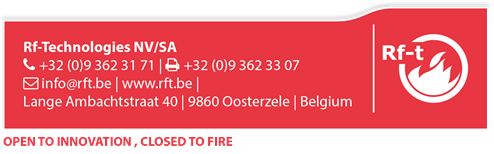 Rf-Technologies NV/SA
+32 (0)9 362 31 71 | +32 (0)9 362 33 07
info@rft.be | www.rft.be |
Lange Ambachtstraat 40 | 9860 Oosterzele | Belgium
Rf-t
OPEN TO INNOVATION , CLOSED TO FIRE